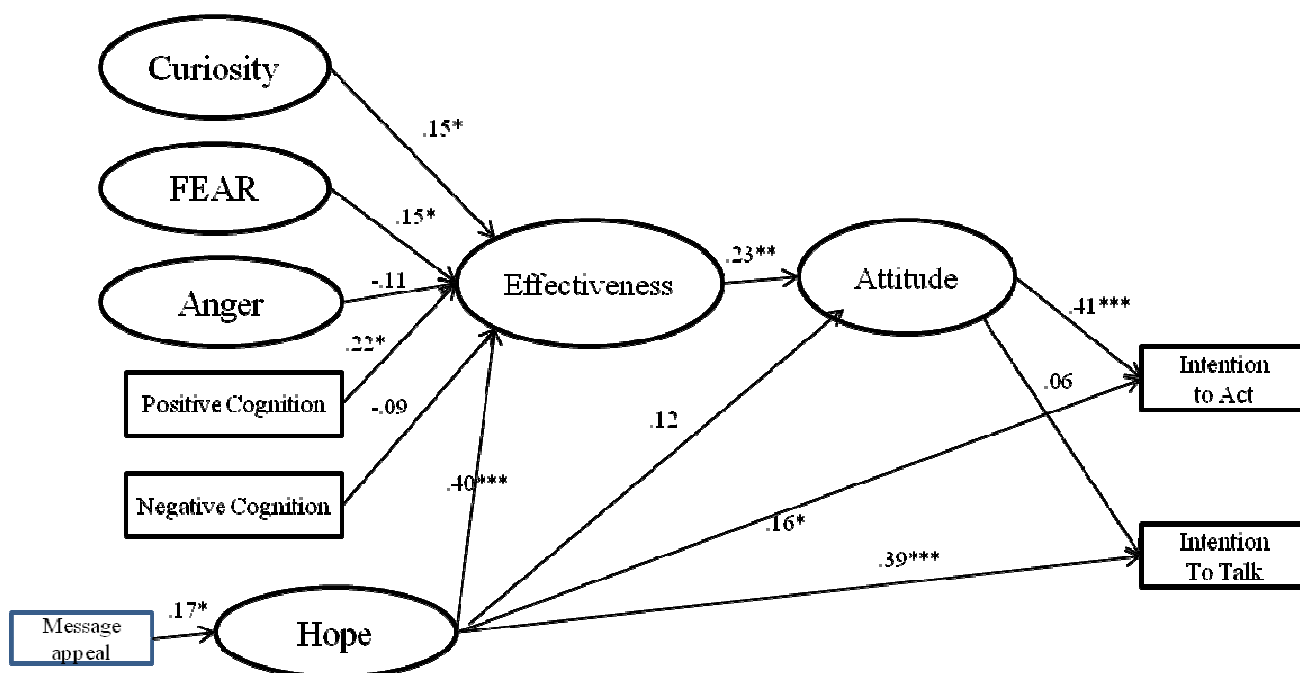 Curiosity
.15*
FEAR
.15*
Anger
-.11
.22*
Positive Cognition
-.09
Negative Cognition
.40***
Effectiveness
.23**
Attitude
.41***
.06
Intention
to Act
.12
.16*
.39***
Intention
To Talk
Message
appeal
.17*
Hope